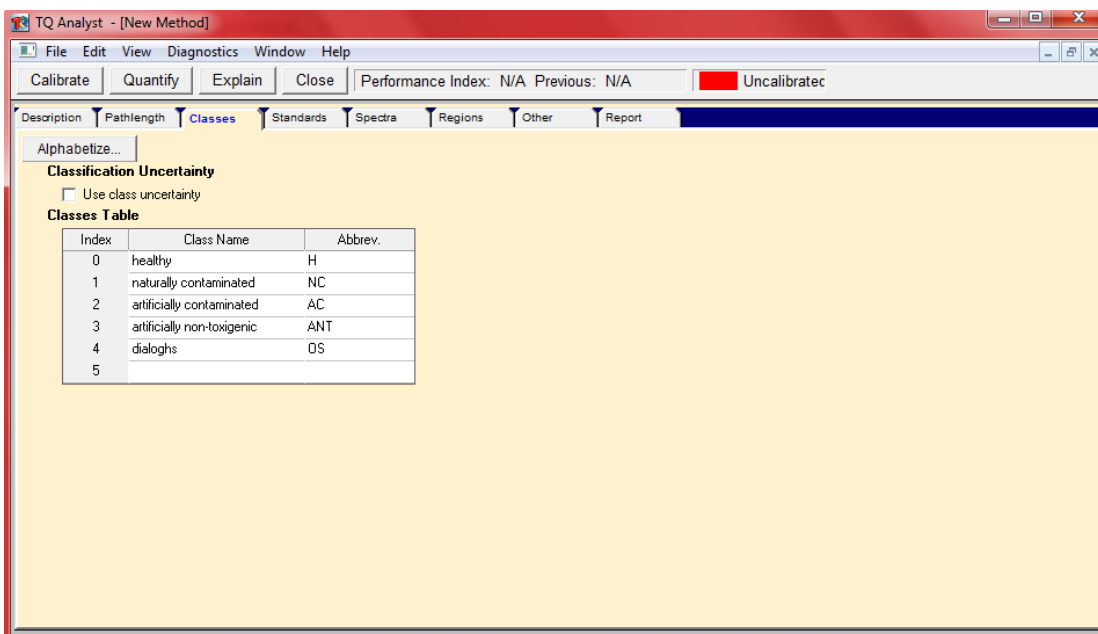 TQ Analyst - [New Method]
File Edit View Diagnostics Window Help
Calibrate Quantify Explain Close Performance Index: N/A Previous: N/A Uncalibrated
Description Pathlength Classes Standards Spectra Regions Other Report
Alphabetize...
Classification Uncertainty
Use class uncertainty
Classes Table
Index Class Name Abbrev.
0 healthy H
1 naturally contaminated NC
2 artificially contaminated AC
3 artificially non-toxigenic ANT
4 dialoghs OS
5